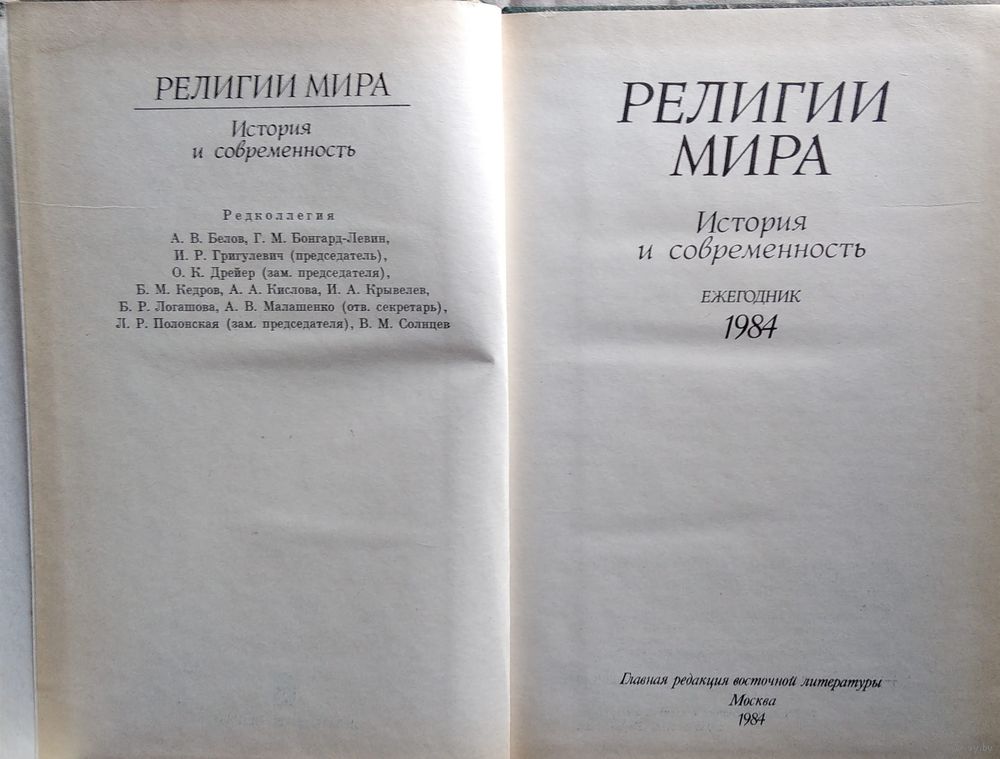 РЕЛИГИИ МИРА
История
и современность
Редколлегия
А. В. Белов, Г. М. Бонгард-Левин,
И. Р. Григулевич (председатель),
О. К. Дрейер (зам. председателя),
Б. М. Кедров, А. А. Кислова, И. А. Крывелев,
Б. Р. Логашова, А. В. Малашенко (отв. секретарь),
Л. Р. Полонская (зам. председателя), В. М. Солнцев
РЕЛИГИИ
МИРА
История
и современность
ЕЖЕГОДНИК
1984
Главная редакция восточной литературы
Москва
1984